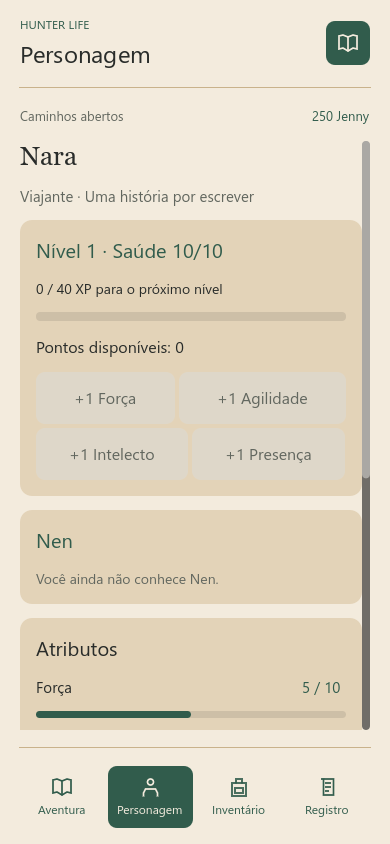 HUNTER LIFE
Personagem
Caminhos abertos
250 Jenny
Nara
Viajante · Uma história por escrever
Nível 1 · Saúde 10/10
0 / 40 XP para o próximo nível
Pontos disponíveis: 0
+1 Força
+1 Agilidade
+1 Intelecto
+1 Presença
Nen
Você ainda não conhece Nen.
Atributos
Força
5 / 10
Aventura
Personagem
Inventário
Registro